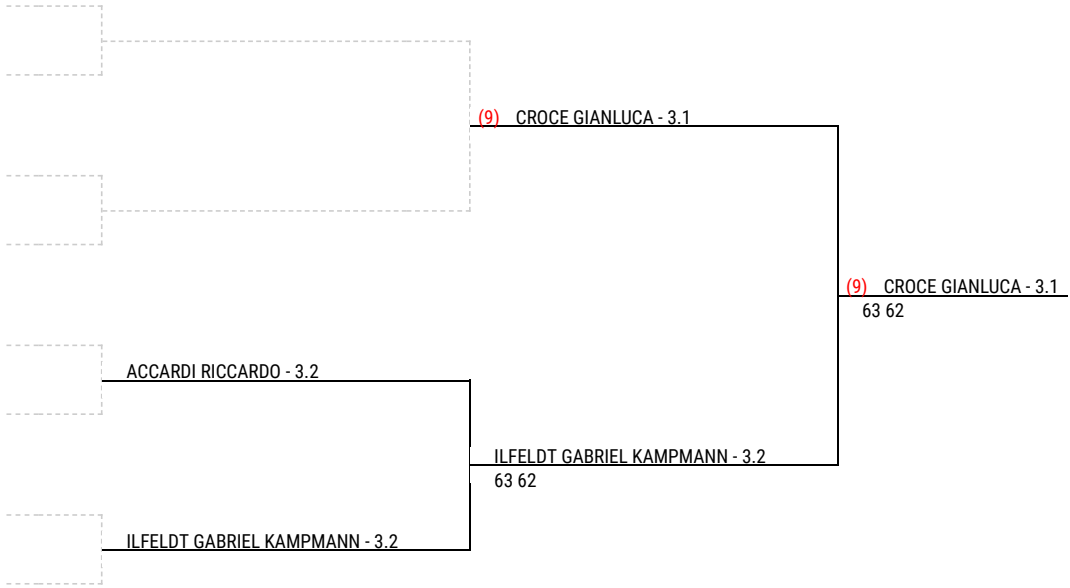 (9) CROCE GIANLUCA - 3.1
(9) CROCE GIANLUCA - 3.1
63 62
ACCARDI RICCARDO - 3.2
ILFELDT GABRIEL KAMPMANN - 3.2
63 62
ILFELDT GABRIEL KAMPMANN - 3.2